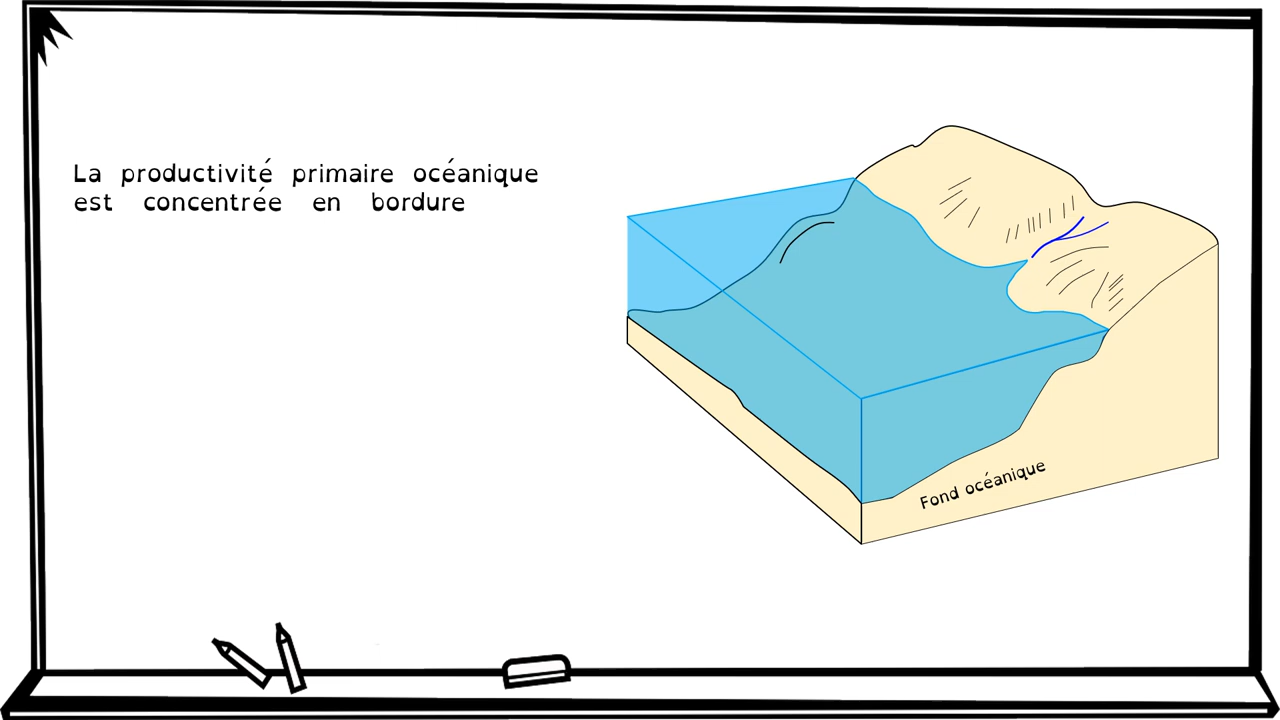 La productivité primaire océanique
est concentrée en bordure
Fond océanique